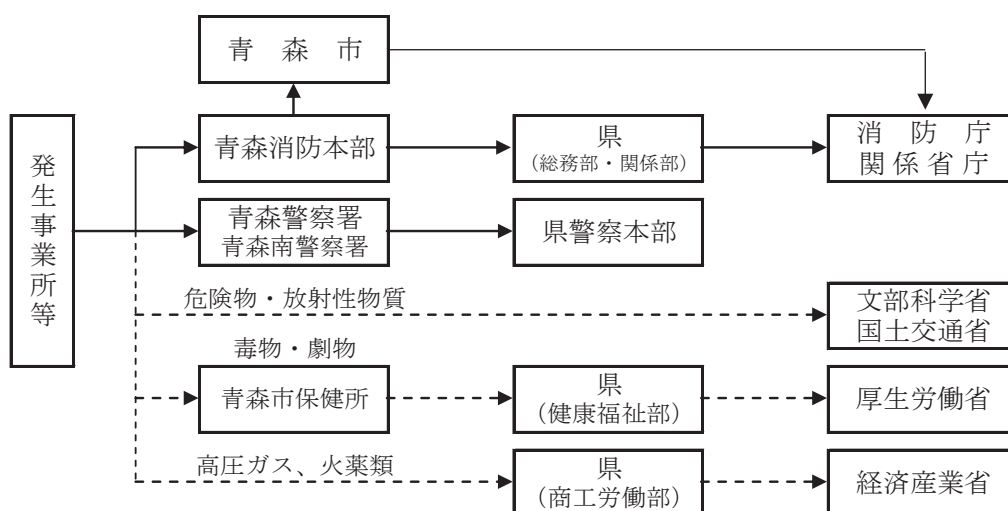 青森市
発生事業所等
青森消防本部
県
（総務部・関係部）
消防庁
関係省庁
青森警察署
青森南警察署
県警察本部
危険物・放射性物質
文部科学省
国土交通省
毒物・劇物
青森市保健所
県
（健康福祉部）
厚生労働省
高圧ガス、火薬類
県
（商工労働部）
経済産業省